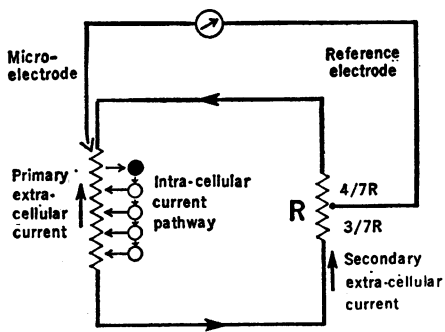 Micro-
electrode
Reference
electrode
Primary
extra-
cellular
current
Intra-cellular
current
pathway
R
4/7R
3/7R
Secondary
extra-cellular
current